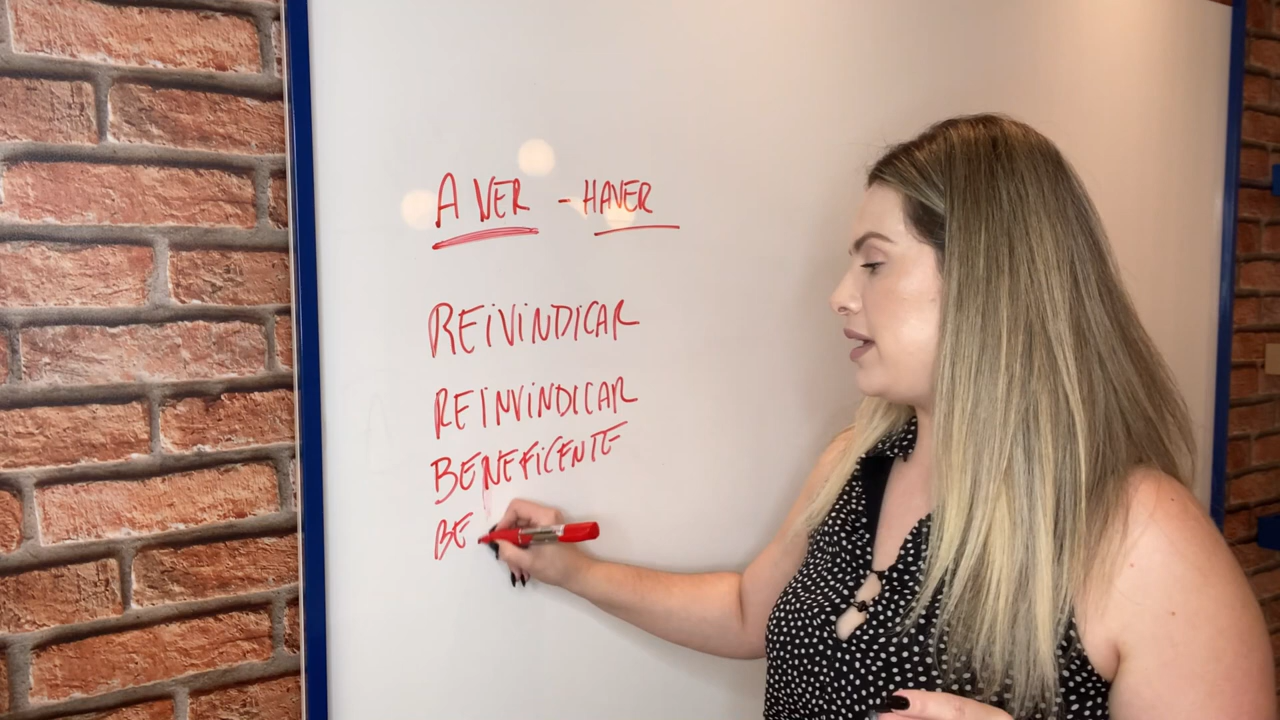 A VER - HAVER
REIVINDICAR
REINVINDICAR
BENEFICENTE
BE